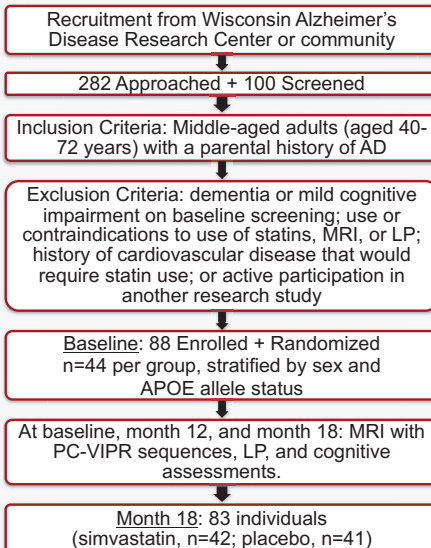 Recruitment from Wisconsin Alzheimer's
Disease Research Center or community
282 Approached + 100 Screened
Inclusion Criteria: Middle-aged adults (aged 40-
72 years) with a parental history of AD
Exclusion Criteria: dementia or mild cognitive
impairment on baseline screening; use or
contraindications to use of statins, MRI, or LP;
history of cardiovascular disease that would
require statin use; or active participation in
another research study
Baseline: 88 Enrolled + Randomized
n=44 per group, stratified by sex and
APOE allele status
At baseline, month 12, and month 18: MRI with
PC-VIPR sequences, LP, and cognitive
assessments.
Month 18: 83 individuals
(simvastatin, n=42; placebo, n=41)